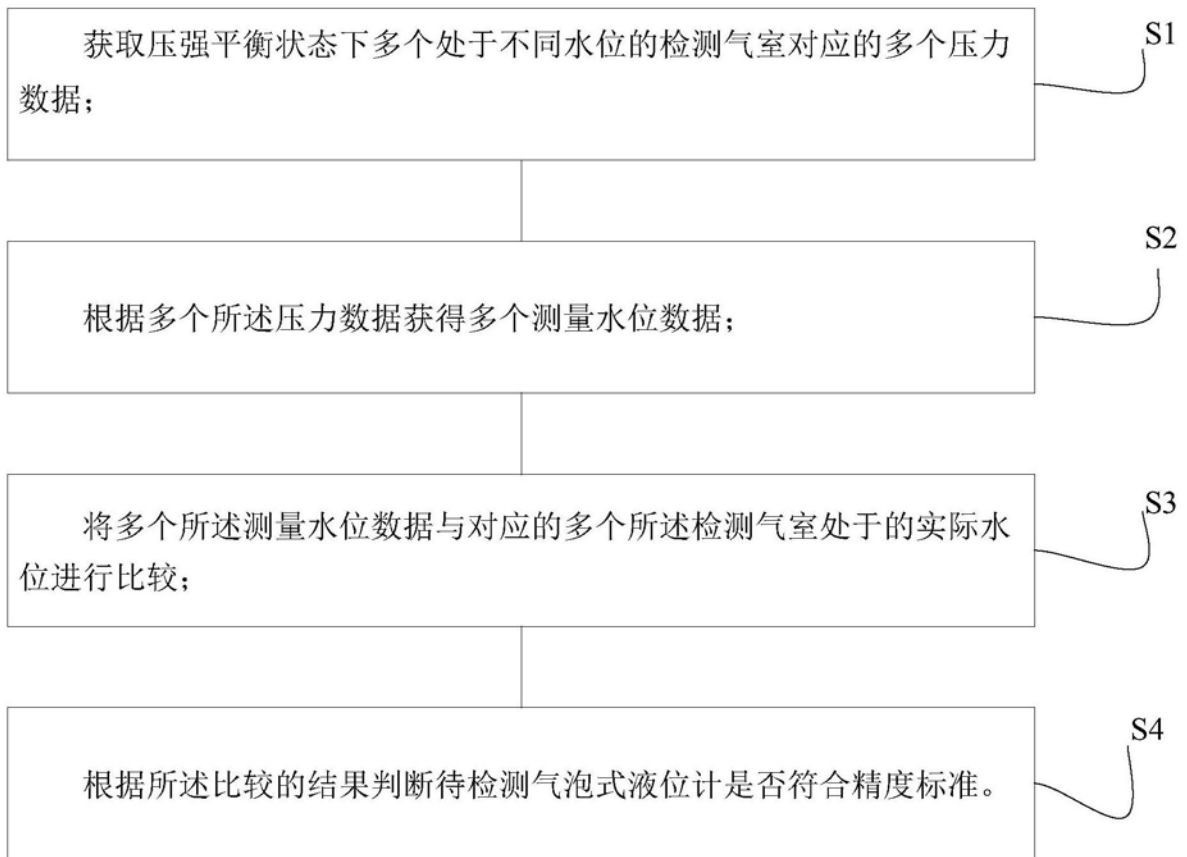 获取压强平衡状态下多个处于不同水位的检测气室对应的多个压力
数据；
S1
根据多个所述压力数据获得多个测量水位数据；
S2
将多个所述测量水位数据与对应的多个所述检测气室处于的实际水
位进行比较；
S3
根据所述比较的结果判断待检测气泡式液位计是否符合精度标准。
S4